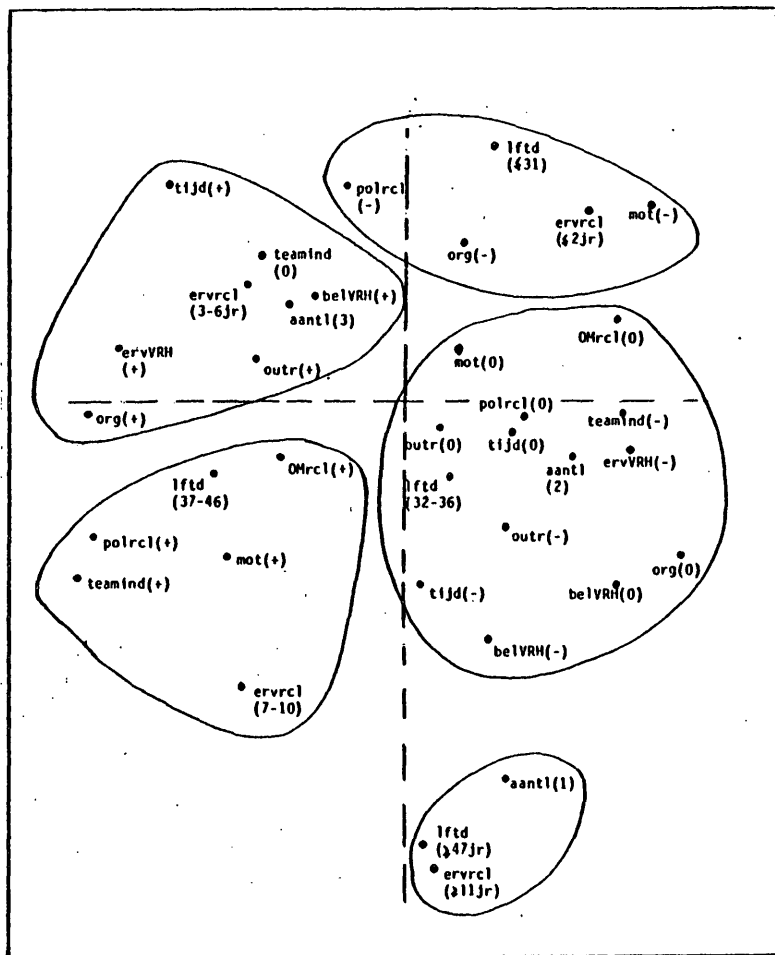 lftd
(≤31)
polrcl
(-)
ervrcl
(≤2jr)
mot(-)
org(-)
tijd(+)
teamind
(0)
ervrcl
(3-6jr)
belVRH(+)
aantl(3)
ervVRH
(+)
outr(+)
org(+)
OMrcl(0)
mot(0)
polrcl(0)
teamind(-)
outr(0)
tijd(0)
ervVRH(-)
aantl
(2)
lftd
(32-36)
outr(-)
org(0)
tijd(-)
belVRH(0)
belVRH(-)
OMrcl(+)
lftd
(37-46)
polrcl(+)
mot(+)
teamind(+)
ervrcl
(7-10)
aantl(1)
lftd
(≥47jr)
ervrcl
(≥11jr)